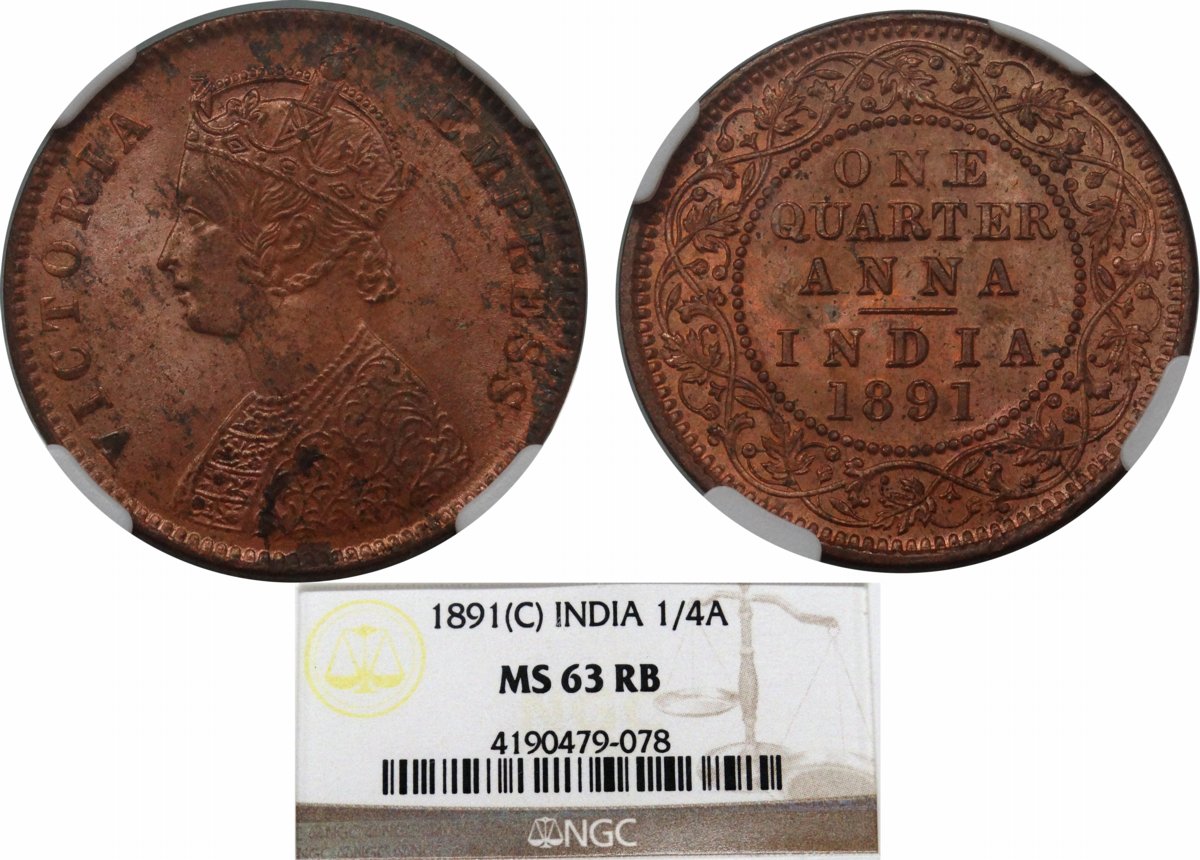 VICTORIA EMPRESS
ONE
QUARTER
ANNA
INDIA
1891
1891(C) INDIA 1/4A
MS 63 RB
4190479-078
NGC